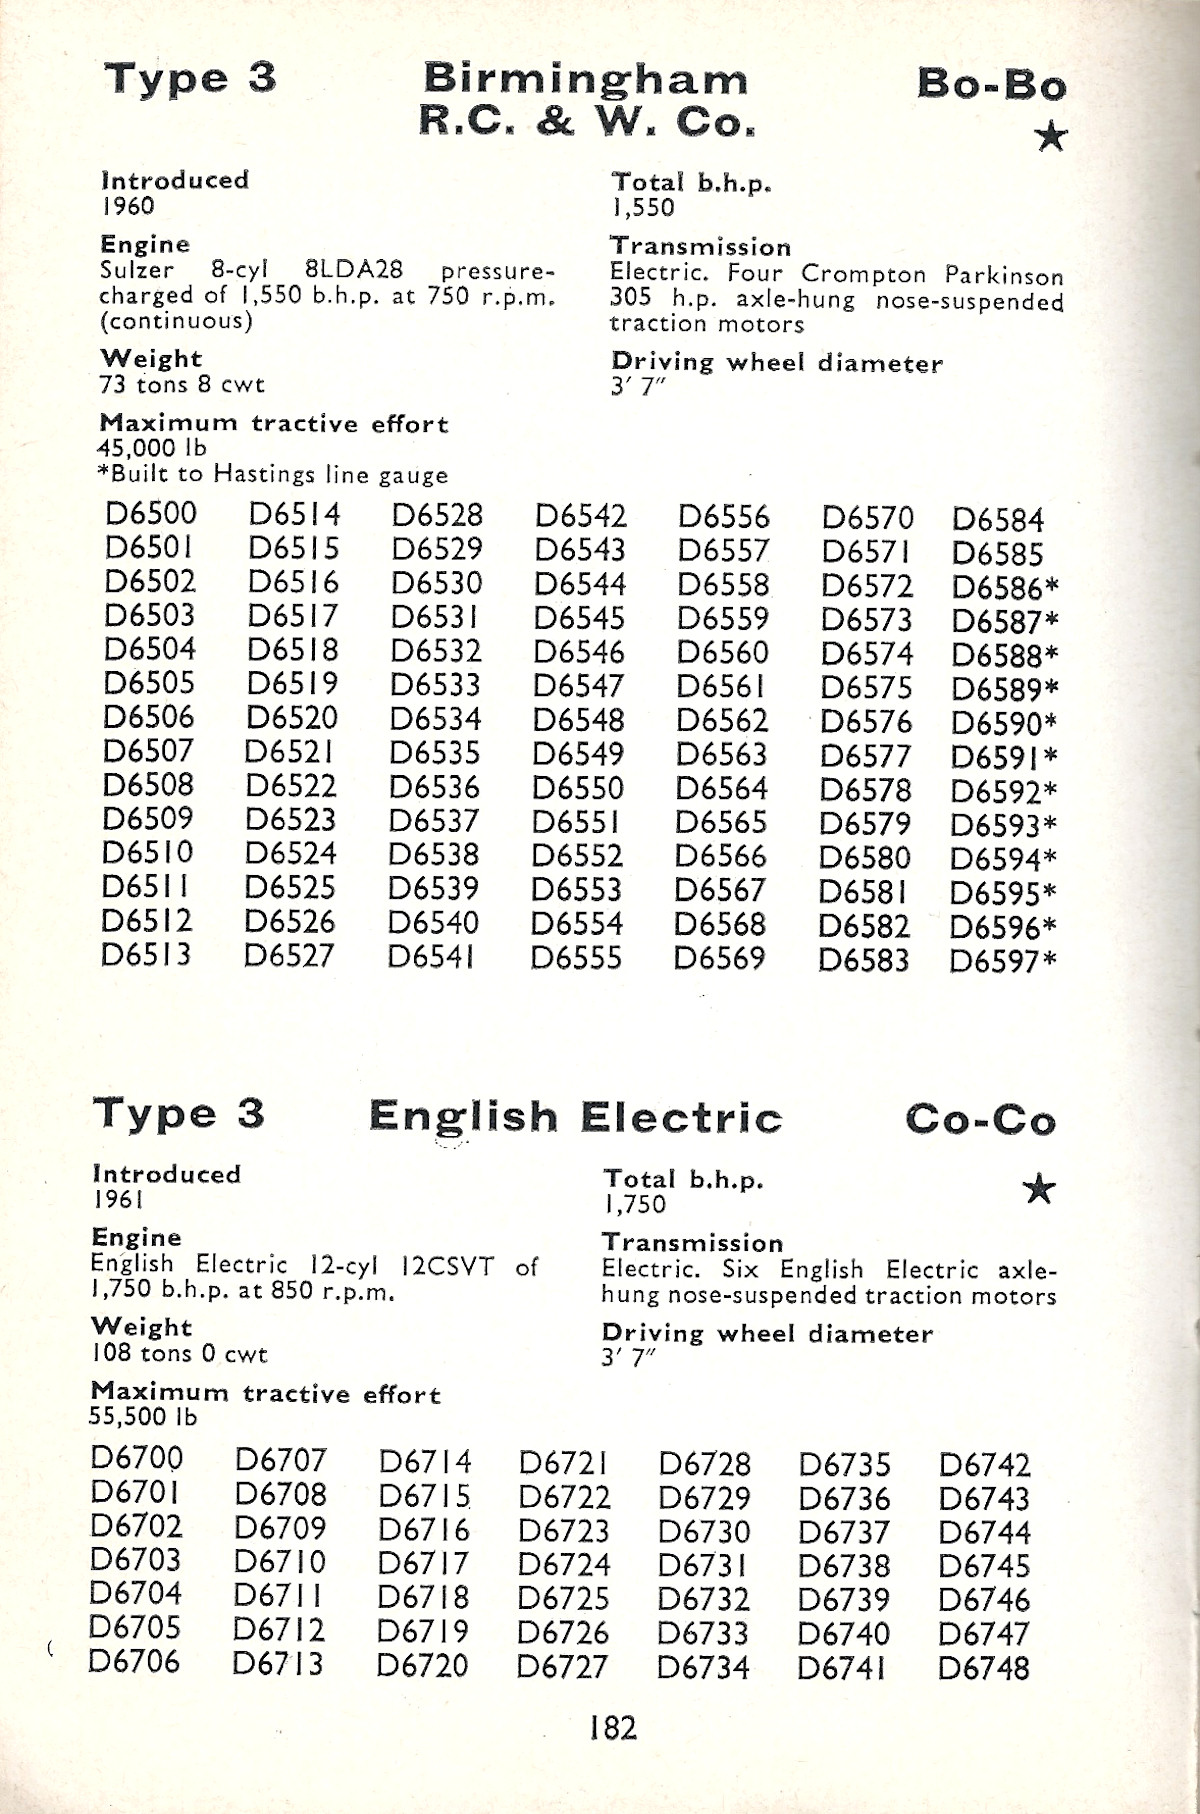 Type 3 Birmingham Bo-Bo
R.C. & W. Co. ★
Introduced
1960
Engine
Sulzer 8-cyl 8LDA28 pressure-
charged of 1,550 b.h.p. at 750 r.p.m.
(continuous)
Weight
73 tons 8 cwt
Maximum tractive effort
45,000 lb
*Built to Hastings line gauge
Total b.h.p.
1,550
Transmission
Electric. Four Crompton Parkinson
305 h.p. axle-hung nose-suspended
traction motors
Driving wheel diameter
3′ 7″
D6500 D6514 D6528 D6542 D6556 D6570 D6584
D6501 D6515 D6529 D6543 D6557 D6571 D6585
D6502 D6516 D6530 D6544 D6558 D6572 D6586*
D6503 D6517 D6531 D6545 D6559 D6573 D6587*
D6504 D6518 D6532 D6546 D6560 D6574 D6588*
D6505 D6519 D6533 D6547 D6561 D6575 D6589*
D6506 D6520 D6534 D6548 D6562 D6576 D6590*
D6507 D6521 D6535 D6549 D6563 D6577 D6591*
D6508 D6522 D6536 D6550 D6564 D6578 D6592*
D6509 D6523 D6537 D6551 D6565 D6579 D6593*
D6510 D6524 D6538 D6552 D6566 D6580 D6594*
D6511 D6525 D6539 D6553 D6567 D6581 D6595*
D6512 D6526 D6540 D6554 D6568 D6582 D6596*
D6513 D6527 D6541 D6555 D6569 D6583 D6597*
Type 3 English Electric Co-Co
★
Introduced
1961
Engine
English Electric 12-cyl 12CSVT of
1,750 b.h.p. at 850 r.p.m.
Weight
108 tons 0 cwt
Maximum tractive effort
55,500 lb
Total b.h.p.
1,750
Transmission
Electric. Six English Electric axle-
hung nose-suspended traction motors
Driving wheel diameter
3′ 7″
D6700 D6707 D6714 D6721 D6728 D6735 D6742
D6701 D6708 D6715 D6722 D6729 D6736 D6743
D6702 D6709 D6716 D6723 D6730 D6737 D6744
D6703 D6710 D6717 D6724 D6731 D6738 D6745
D6704 D6711 D6718 D6725 D6732 D6739 D6746
D6705 D6712 D6719 D6726 D6733 D6740 D6747
D6706 D6713 D6720 D6727 D6734 D6741 D6748
182